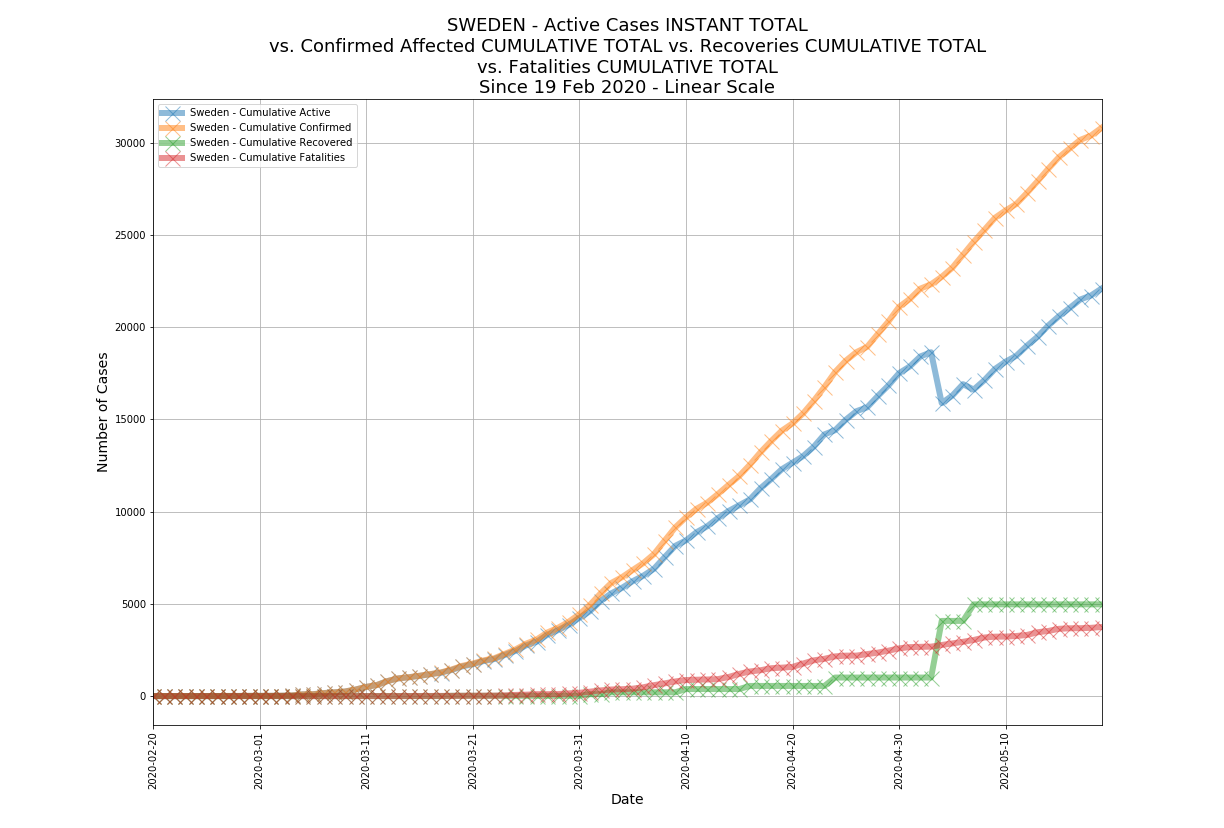 SWEDEN - Active Cases INSTANT TOTAL
vs. Confirmed Affected CUMULATIVE TOTAL vs. Recoveries CUMULATIVE TOTAL
vs. Fatalities CUMULATIVE TOTAL
Since 19 Feb 2020 - Linear Scale
Sweden - Cumulative Active
Sweden - Cumulative Confirmed
Sweden - Cumulative Recovered
Sweden - Cumulative Fatalities
30000
25000
20000
15000
10000
5000
0
Number of Cases
2020-02-20
2020-03-01
2020-03-11
2020-03-21
2020-03-31
2020-04-10
2020-04-20
2020-04-30
2020-05-10
Date